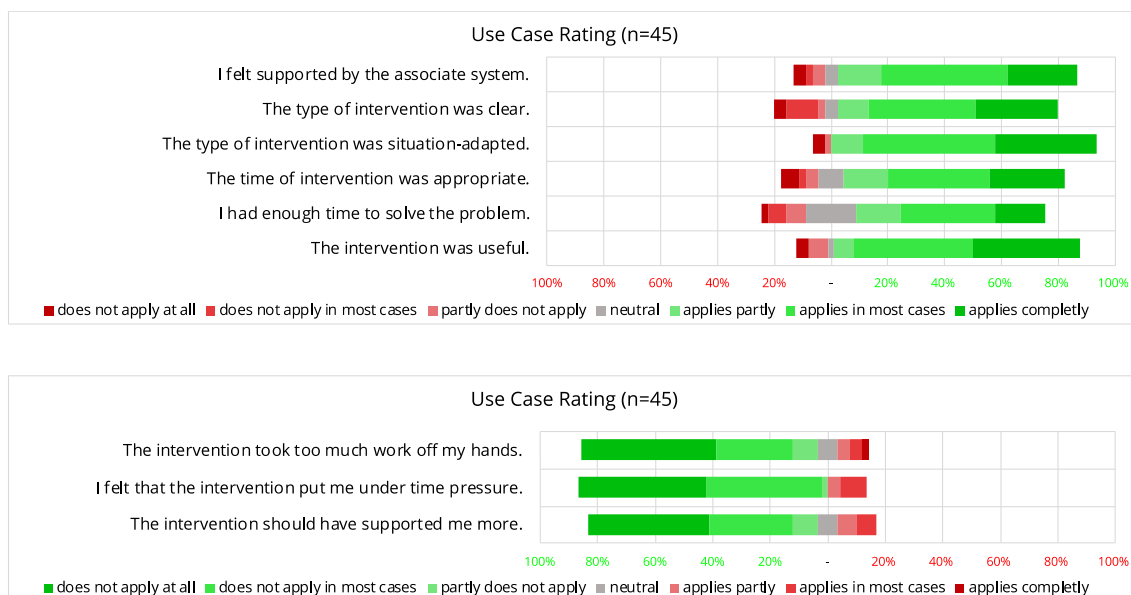 Use Case Rating (n=45)
I felt supported by the associate system.
The type of intervention was clear.
The type of intervention was situation-adapted.
The time of intervention was appropriate.
I had enough time to solve the problem.
The intervention was useful.
100% 80% 60% 40% 20% - 20% 40% 60% 80% 100%
does not apply at all does not apply in most cases partly does not apply neutral applies partly applies in most cases applies completly
Use Case Rating (n=45)
The intervention took too much work off my hands.
I felt that the intervention put me under time pressure.
The intervention should have supported me more.
100% 80% 60% 40% 20% - 20% 40% 60% 80% 100%
does not apply at all does not apply in most cases partly does not apply neutral applies partly applies in most cases applies completly